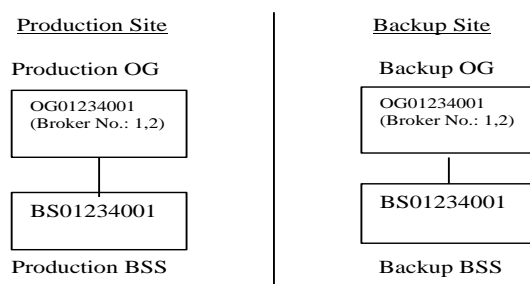 Production Site
Production OG
OG01234001
(Broker No.: 1,2)
BS01234001
Production BSS
Backup Site
Backup OG
OG01234001
(Broker No.: 1,2)
BS01234001
Backup BSS